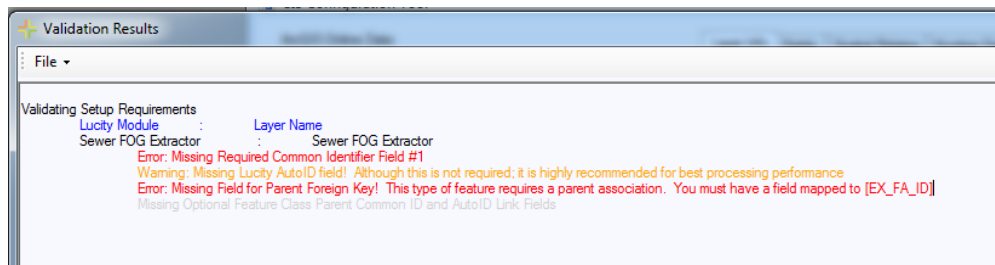 Validation Results
File
Validating Setup Requirements
Lucity Module : Layer Name
Sewer FOG Extractor : Sewer FOG Extractor
Error: Missing Required Common Identifier Field #1
Warning: Missing Lucity AutoID field! Although this is not required; it is highly recommended for best processing performance
Error: Missing Field for Parent Foreign Key! This type of feature requires a parent association. You must have a field mapped to [EX_FA_ID]
Missing Optional Feature Class Parent Common ID and AutoID Link Fields